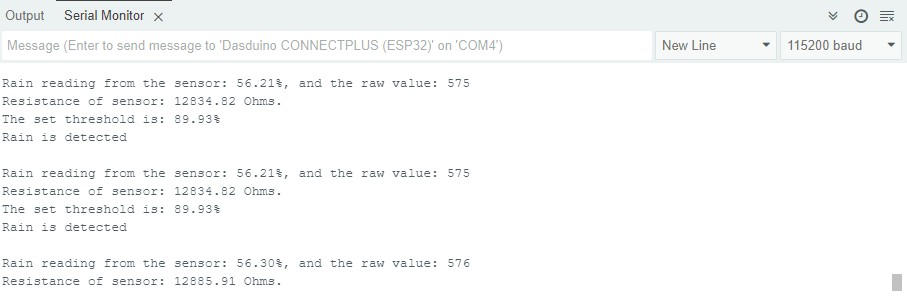 Output Serial Monitor ×
Message (Enter to send message to 'Dasduino CONNECTPLUS (ESP32)' on 'COM4') New Line 115200 baud
Rain reading from the sensor: 56.21%, and the raw value: 575
Resistance of sensor: 12834.82 Ohms.
The set threshold is: 89.93%
Rain is detected
Rain reading from the sensor: 56.21%, and the raw value: 575
Resistance of sensor: 12834.82 Ohms.
The set threshold is: 89.93%
Rain is detected
Rain reading from the sensor: 56.30%, and the raw value: 576
Resistance of sensor: 12885.91 Ohms.